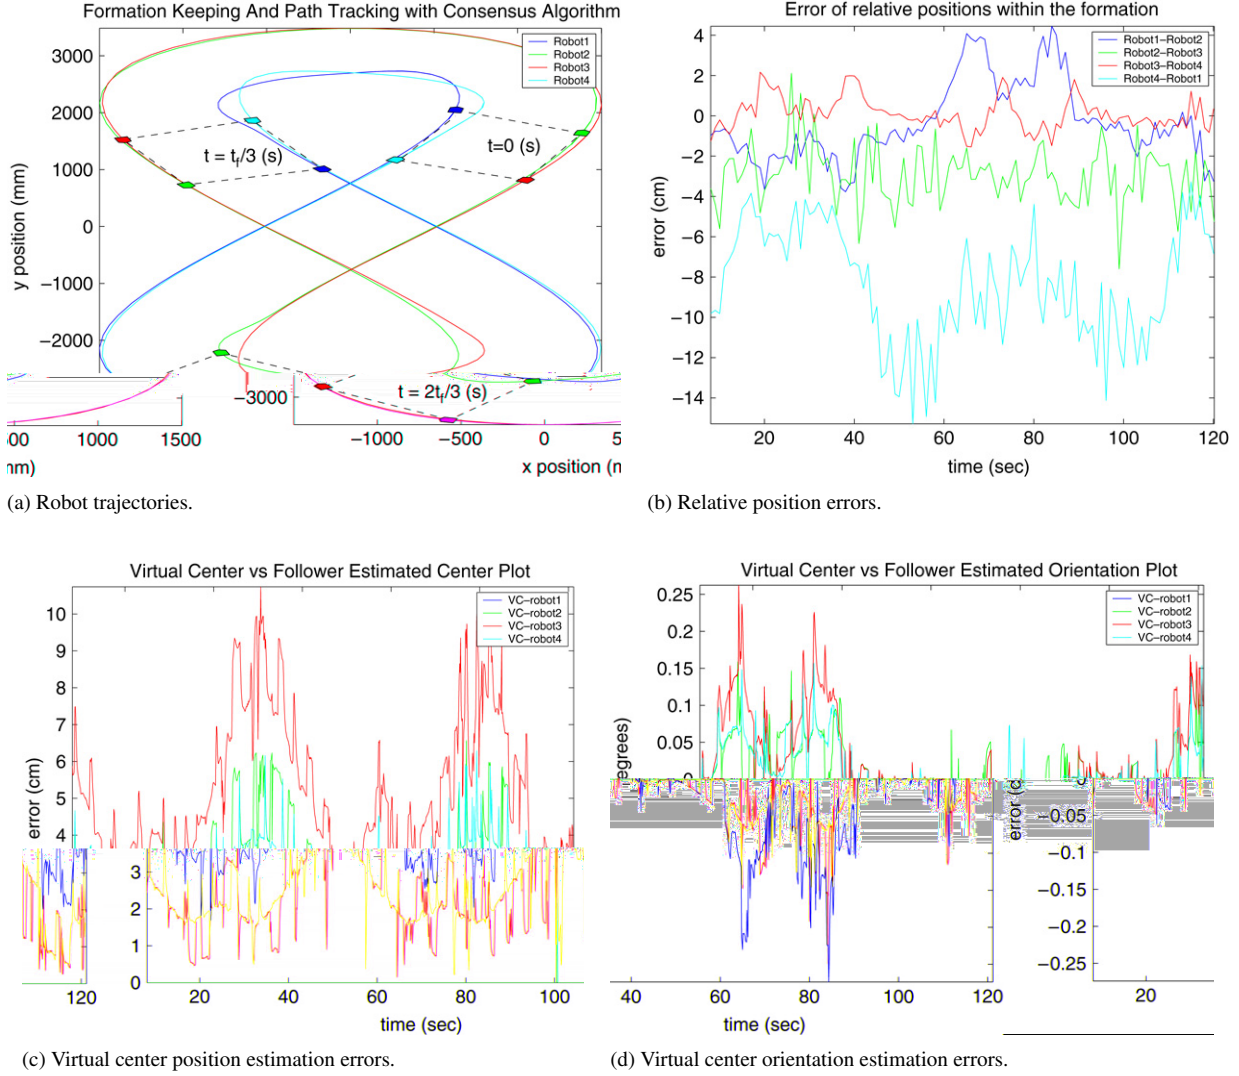 Formation Keeping And Path Tracking with Consensus Algorithm
3000
2000
1000
0
−1000
−2000
−3000
y position (mm)
Robot1
Robot2
Robot3
Robot4
t = tf/3 (s)
t=0 (s)
t = 2tf/3 (s)
1000
1500
−1000
−500
0
x position
(a) Robot trajectories.
Error of relative positions within the formation
4
2
0
−2
−4
−6
−8
−10
−12
−14
error (cm)
Robot1−Robot2
Robot2−Robot3
Robot3−Robot4
Robot4−Robot1
20
40
60
80
100
120
time (sec)
(b) Relative position errors.
Virtual Center vs Follower Estimated Center Plot
10
9
8
7
6
5
4
3
2
1
0
error (cm)
VC−robot1
VC−robot2
VC−robot3
VC−robot4
120
20
40
60
80
100
time (sec)
(c) Virtual center position estimation errors.
Virtual Center vs Follower Estimated Orientation Plot
0.25
0.2
0.15
0.1
0.05
0
−0.05
−0.1
−0.15
−0.2
−0.25
VC−robot1
VC−robot2
VC−robot3
VC−robot4
error
40
60
80
100
120
20
time (sec)
(d) Virtual center orientation estimation errors.